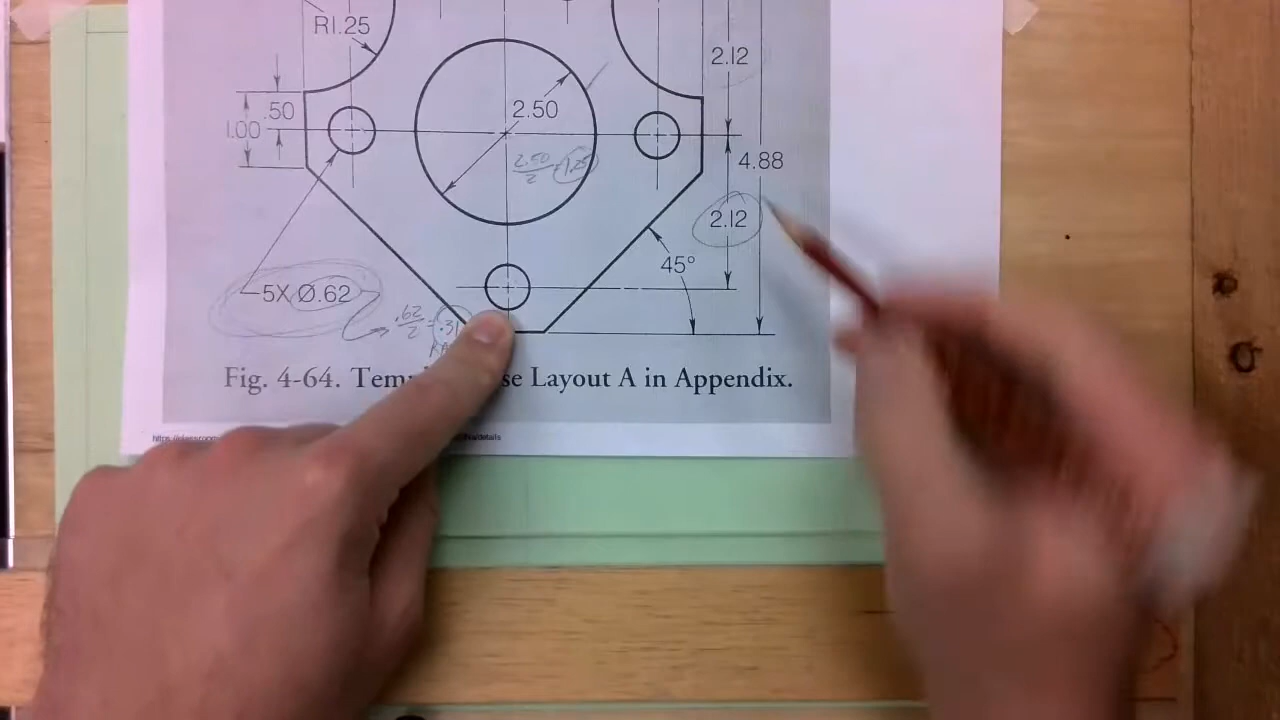 R1.25
2.12
.50
2.50
1.00
4.88
2.50/2 = 1.25
2.12
45°
5X Ø.62
.62/2 = .31
Fig. 4-64. Tem se Layout A in Appendix.